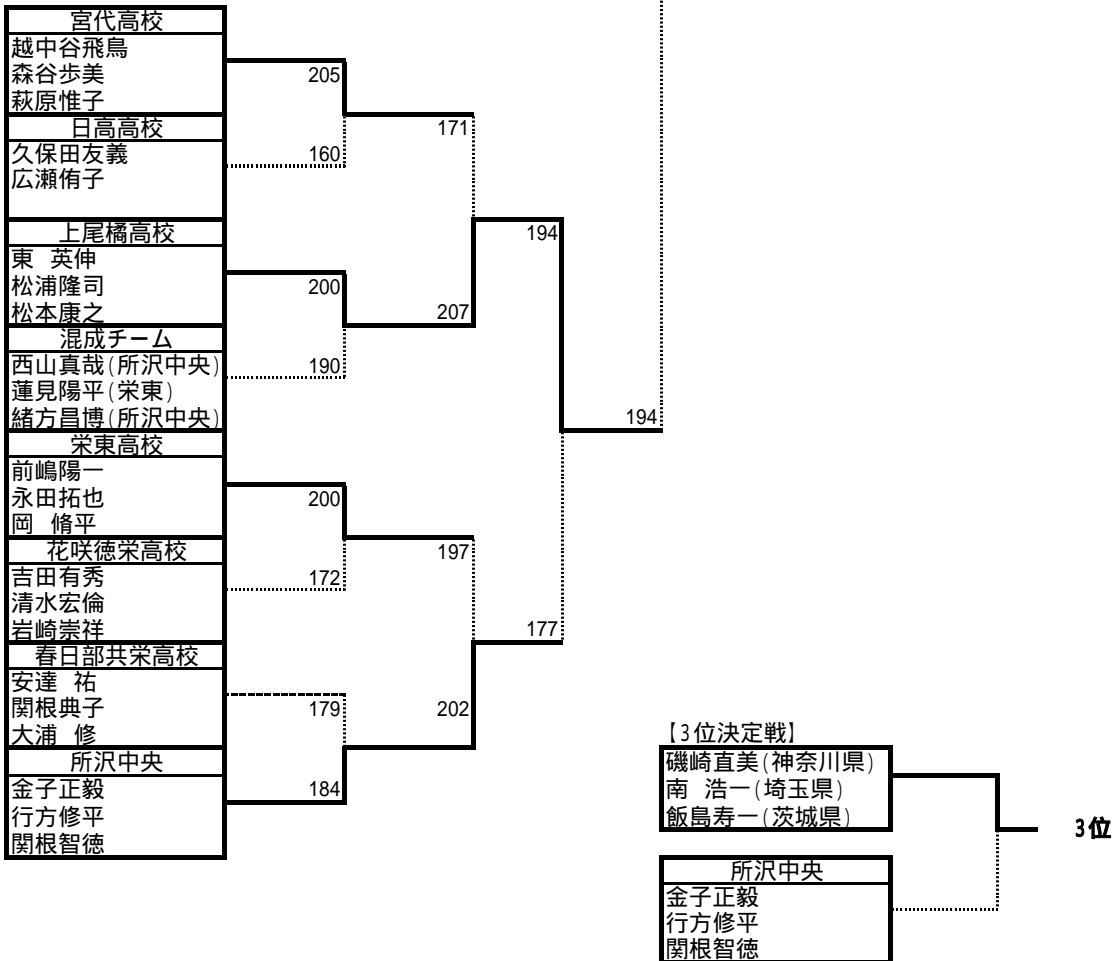 宮代高校
越中谷飛鳥
森谷歩美
萩原惟子
205
171
日高高校
久保田友義
広瀬侑子
160
194
上尾橘高校
東 英伸
松浦隆司
松本康之
200
207
混成チーム
西山真哉(所沢中央)
蓮見陽平(栄東)
緒方昌博(所沢中央)
190
194
栄東高校
前嶋陽一
永田拓也
岡 脩平
200
197
花咲徳栄高校
吉田有秀
清水宏倫
岩崎崇祥
172
177
春日部共栄高校
安達 祐
関根典子
大浦 修
179
202
所沢中央
金子正毅
行方修平
関根智徳
184
【3位決定戦】
磯崎直美(神奈川県)
南 浩一(埼玉県)
飯島寿一(茨城県)
3位
所沢中央
金子正毅
行方修平
関根智徳